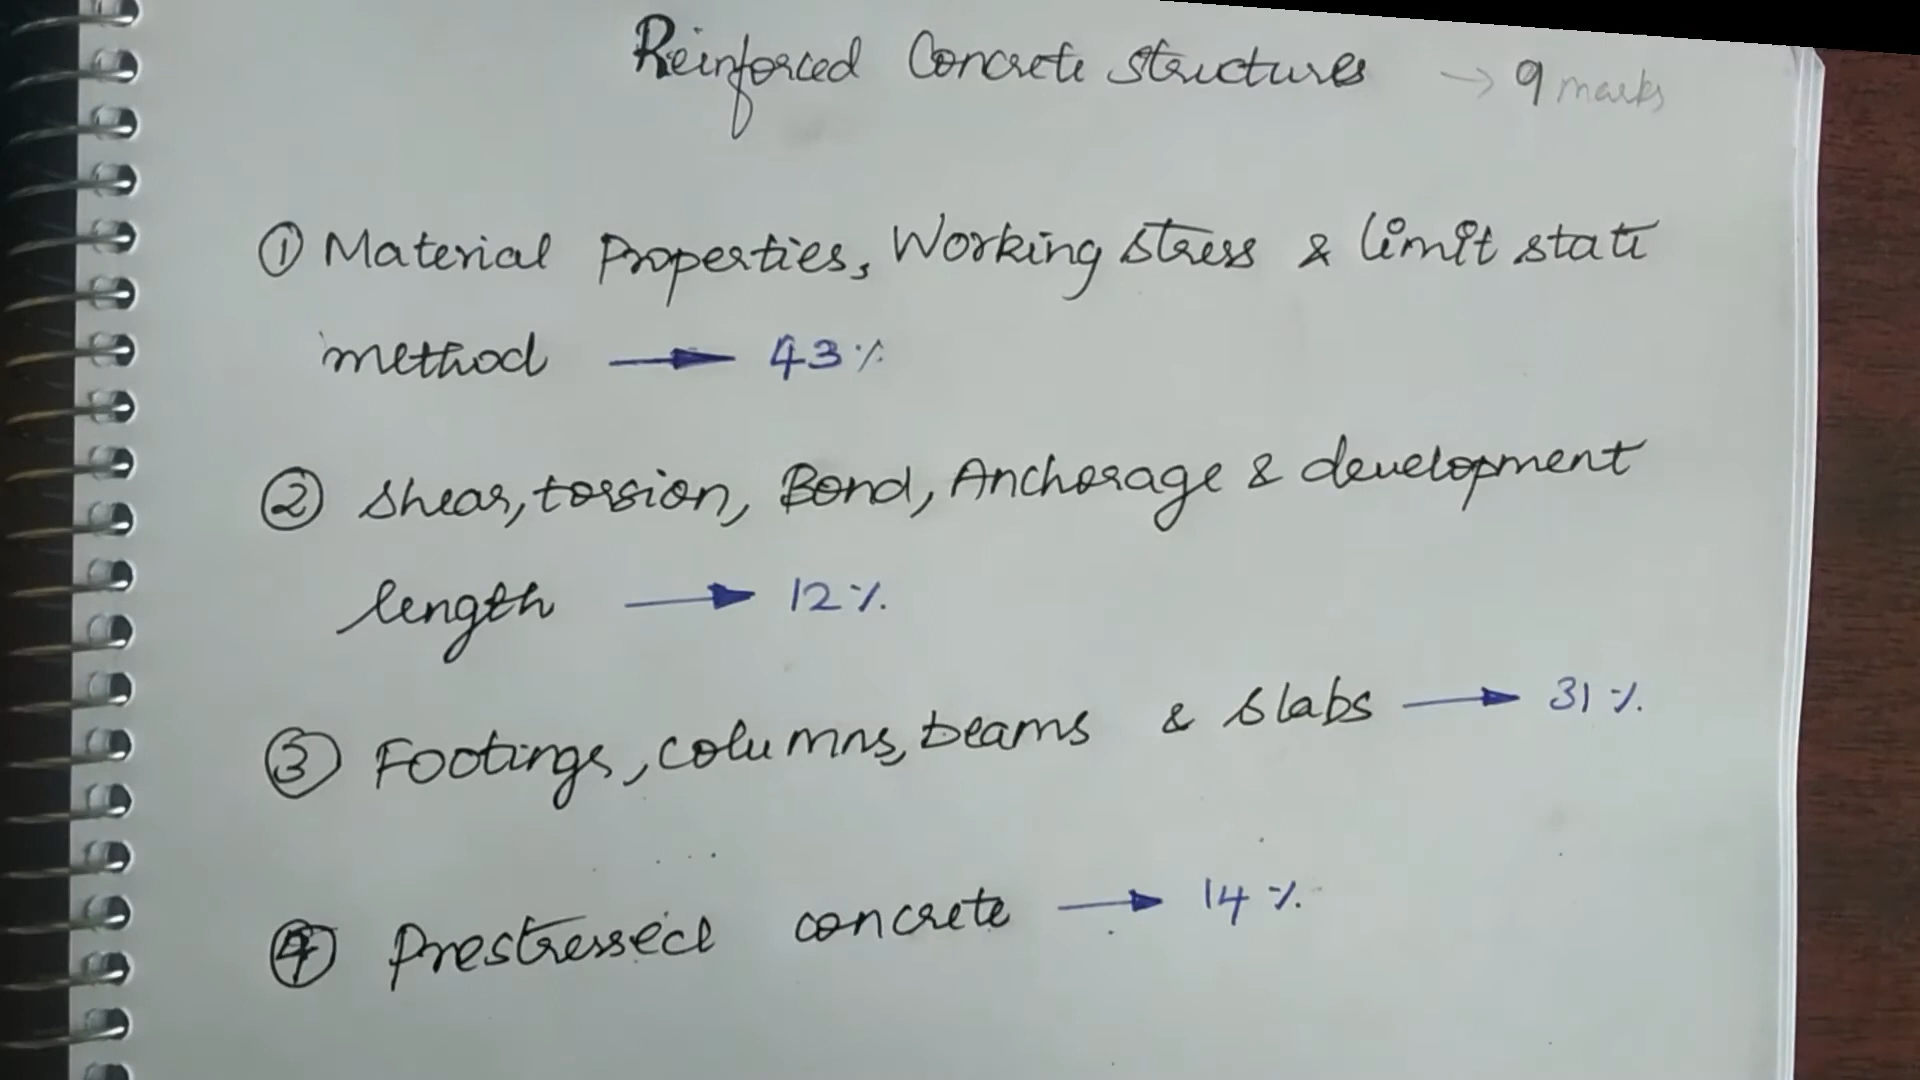 Reinforced Concrete structures → 9 marks
① Material Properties, Working stress & limit state
method → 43%
② shear, torsion, Bond, Anchorage & development
length → 12%
③ Footings, columns, beams & slabs → 31%
④ Prestressed concrete → 14%